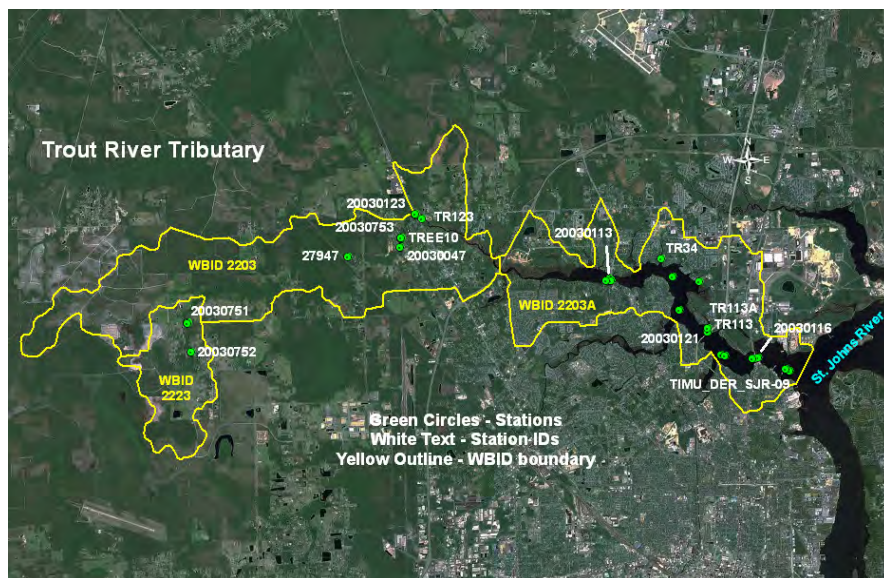 Trout River Tributary
W E
S
20030123
TR123
20030753
TREE10
27947
20030047
20030113
TR34
WBID 2203
WBID 2203A
20030751
TR113A
TR113
20030121
20030116
20030752
WBID
2223
TIMU_DER_SJR-09
St. Johns River
Green Circles - Stations
White Text - Station IDs
Yellow Outline - WBID boundary